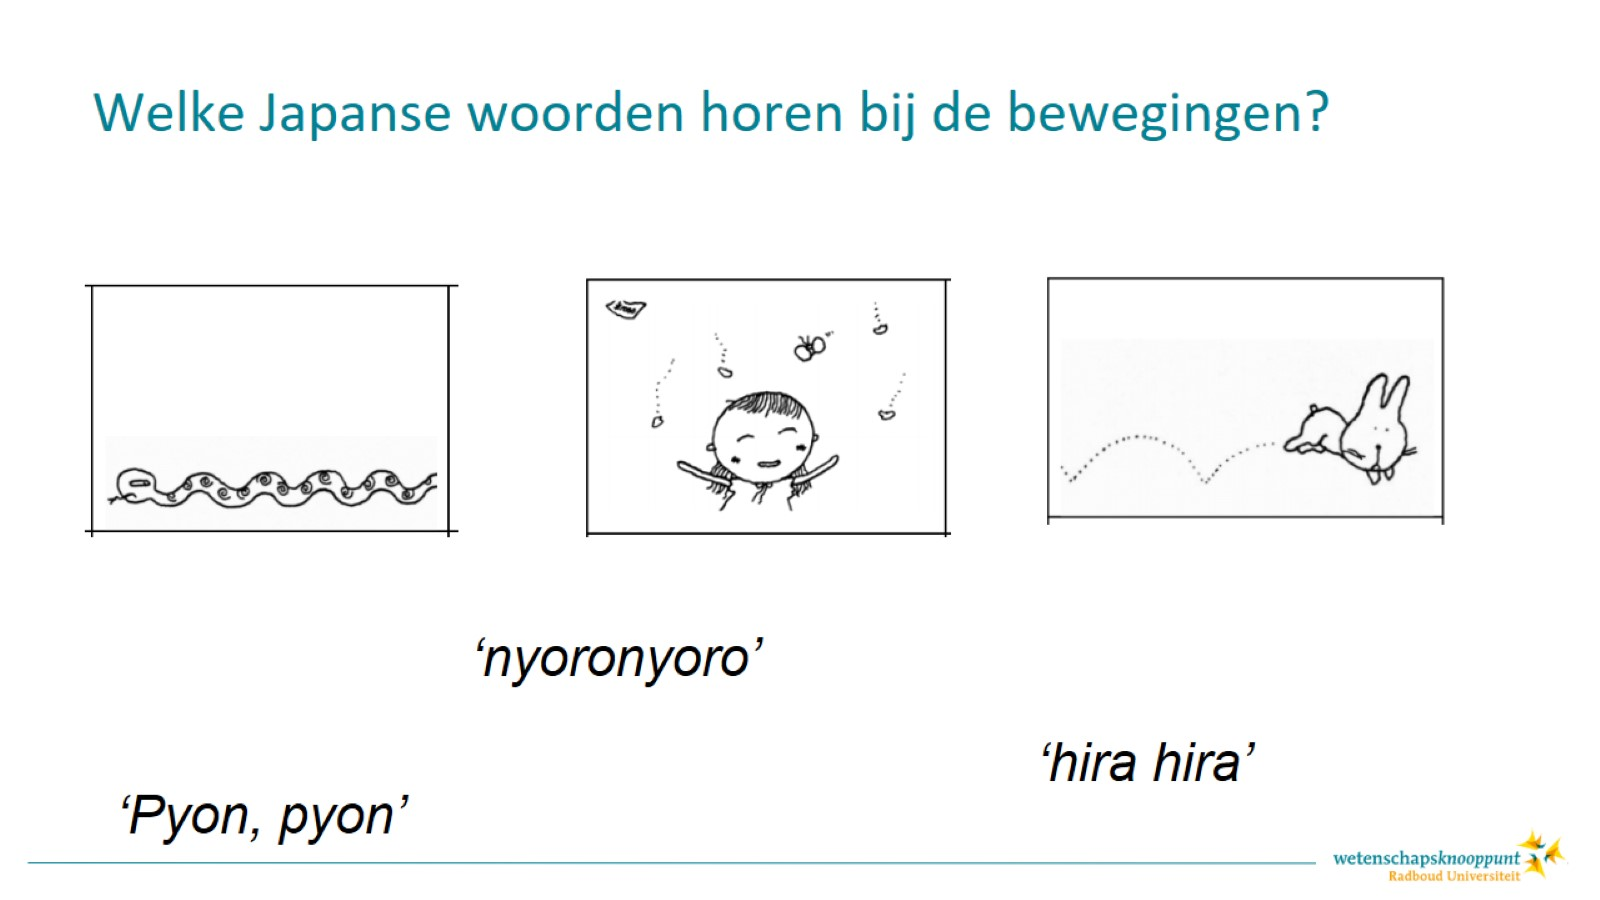 Welke Japanse woorden horen bij de bewegingen?
‘nyoronyoro’
‘hira hira’
‘Pyon, pyon’
wetenschapsknooppunt
Radboud Universiteit